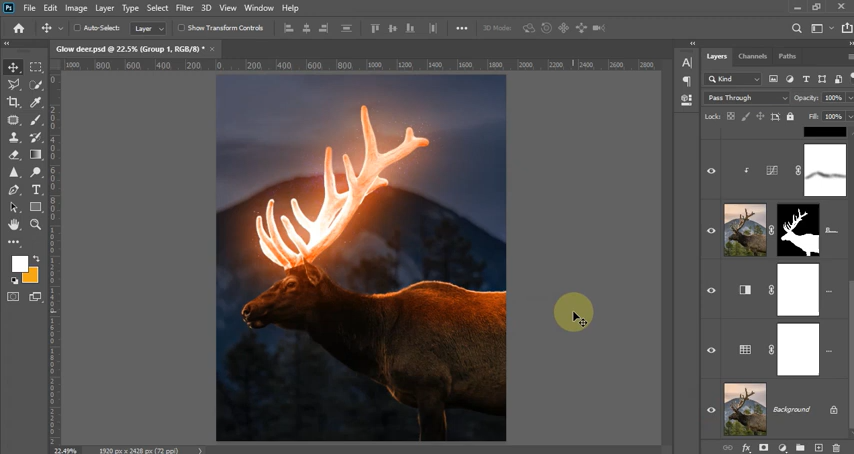 Ps File Edit Image Layer Type Select Filter 3D View Window Help
Auto-Select: Layer Show Transform Controls 3D Mode:
Glow deer.psd @ 22.5% (Group 1, RGB/8) *
Layers Channels Paths
1000 800 600 400 200 0 200 400 600 800 1000 1200 1400 1600 1800 2000 2200 2400 2600 2800
Kind
Pass Through Opacity: 100%
Lock: Fill: 100%
Background
22.49% 1920 px x 2428 px (72 ppi)